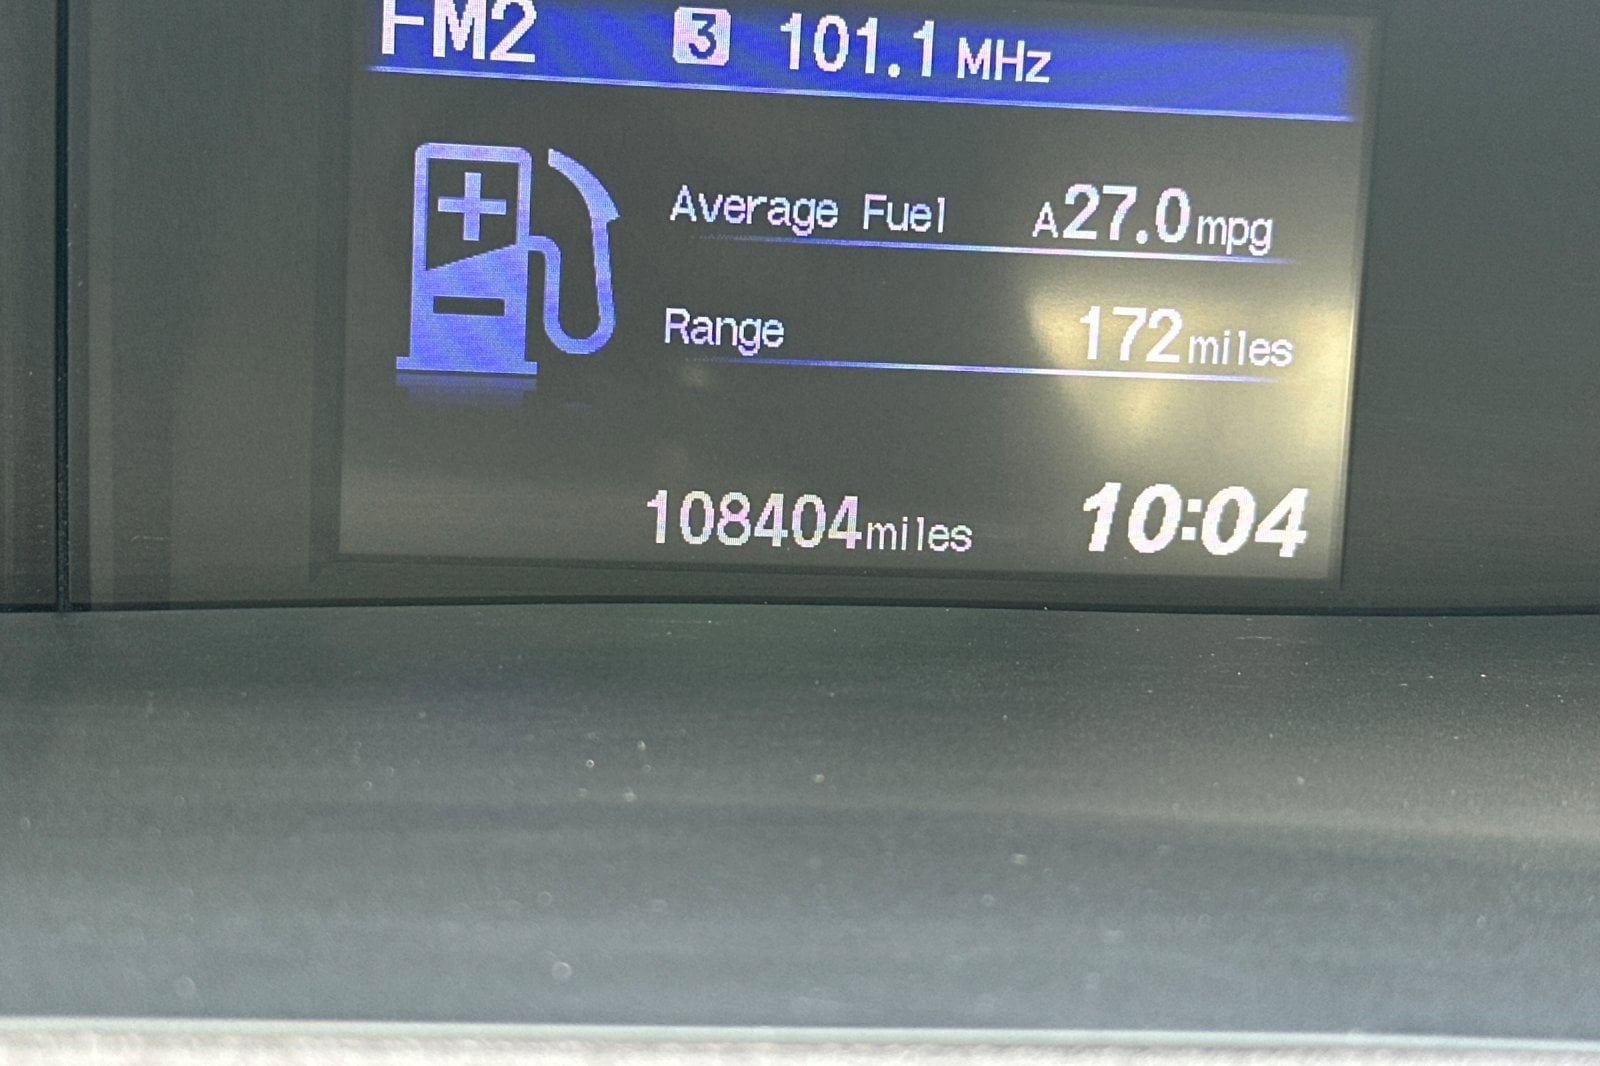 FM2 3 101.1 MHz
Average Fuel A27.0mpg
Range 172miles
108404miles 10:04